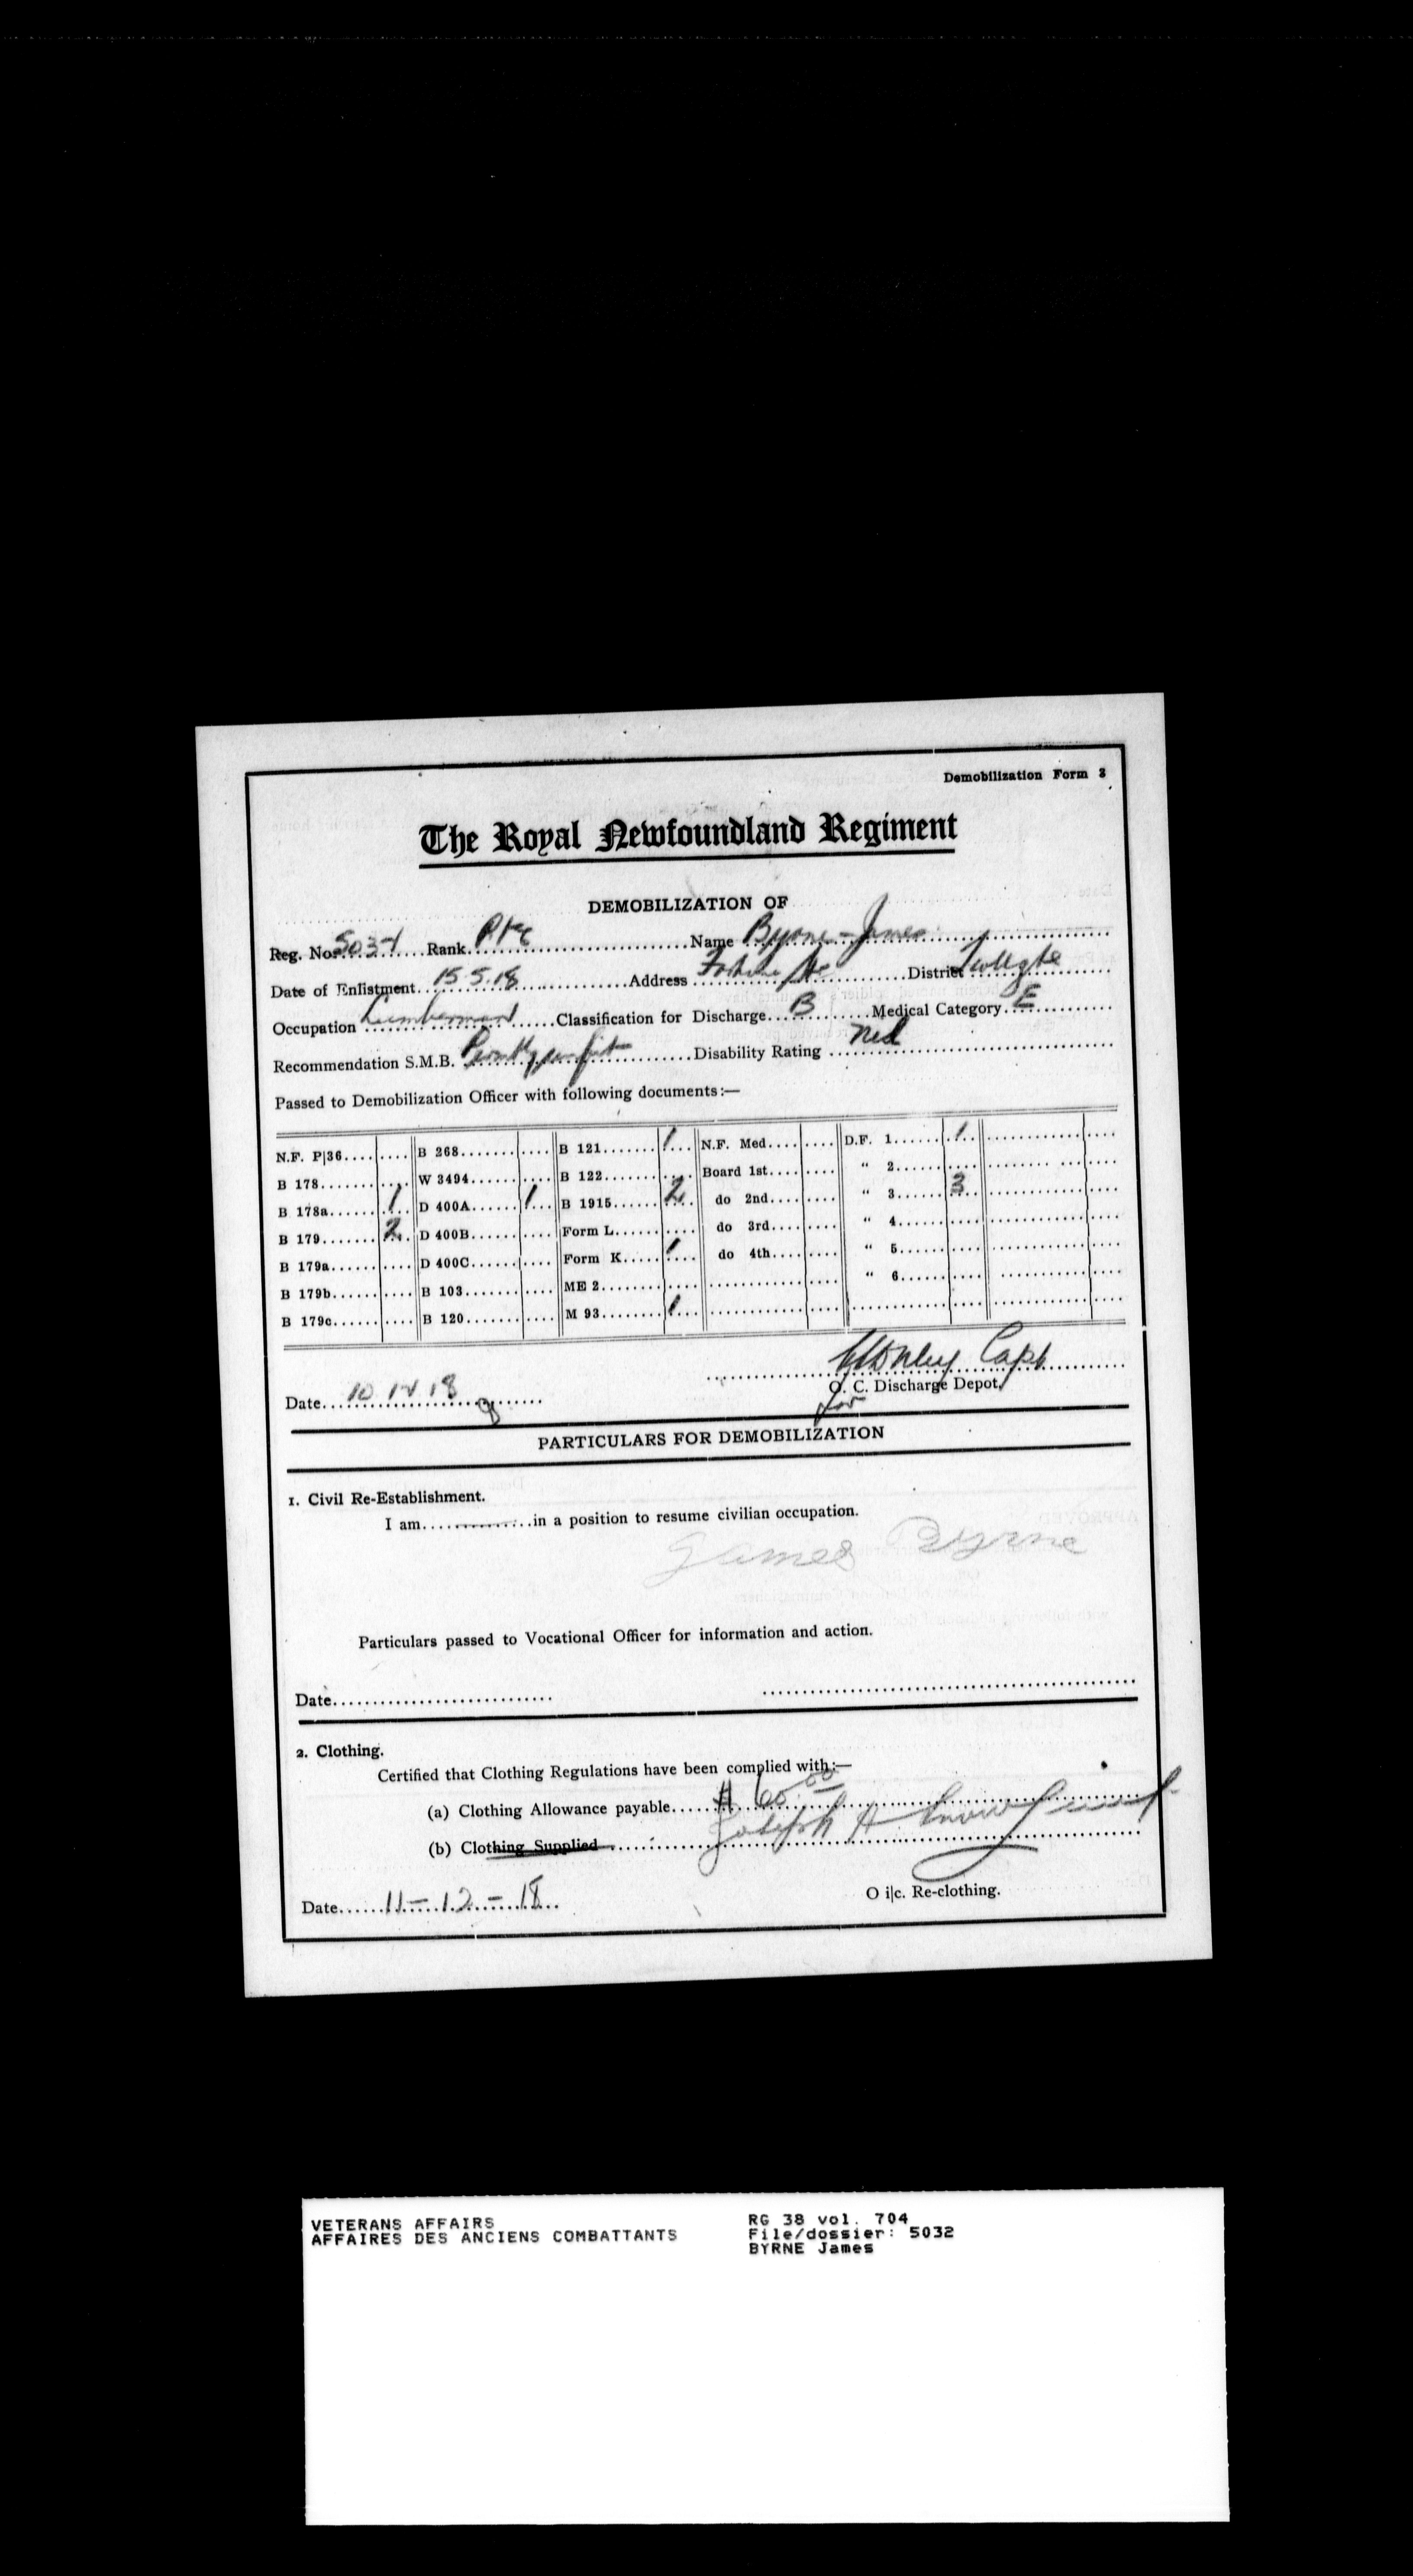 Demobilization Form 3
The Royal Newfoundland Regiment
DEMOBILIZATION OF
Reg. No. Rank Pte Name Byrne - James
Date of Enlistment 15.5.18 Address District Twillgte
Occupation Lumberman Classification for Discharge B Medical Category E
Recommendation S.M.B. Disability Rating Nil
Passed to Demobilization Officer with following documents:—
N.F. P|36 B 268 B 121 1 N.F. Med. D.F. 1 1
B 178 W 3494 B 122 Board 1st " 2
B 178a 1 D 400A 1 B 1915 2 do 2nd " 3 3
B 179 2 D 400B Form L do 3rd " 4
B 179a D 400C Form K 1 do 4th " 5
B 179b B 103 ME 2 " 6
B 179c B 120 M 93 1
Capt
Date 10 12 18 O. C. Discharge Depot.
for
PARTICULARS FOR DEMOBILIZATION
1. Civil Re-Establishment.
I am in a position to resume civilian occupation.
James Byrne
Particulars passed to Vocational Officer for information and action.
Date
2. Clothing.
Certified that Clothing Regulations have been complied with:—
(a) Clothing Allowance payable $ 60.00
(b) Clothing Supplied Joseph A Snow
Date 11-12-18 O i|c. Re-clothing.
VETERANS AFFAIRS RG 38 vol. 704
AFFAIRES DES ANCIENS COMBATTANTS File/dossier: 5032
BYRNE James